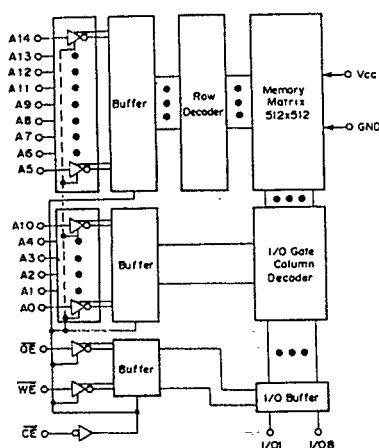 A14
A13
A12
A11
A9
A8
A7
A6
A5
Buffer
Row
Decoder
Memory
Matrix
512x512
Vcc
GND
A10
A4
A3
A2
A1
A0
Buffer
I/O Gate
Column
Decoder
OE
WE
CE
Buffer
I/O Buffer
I/O1
I/O8